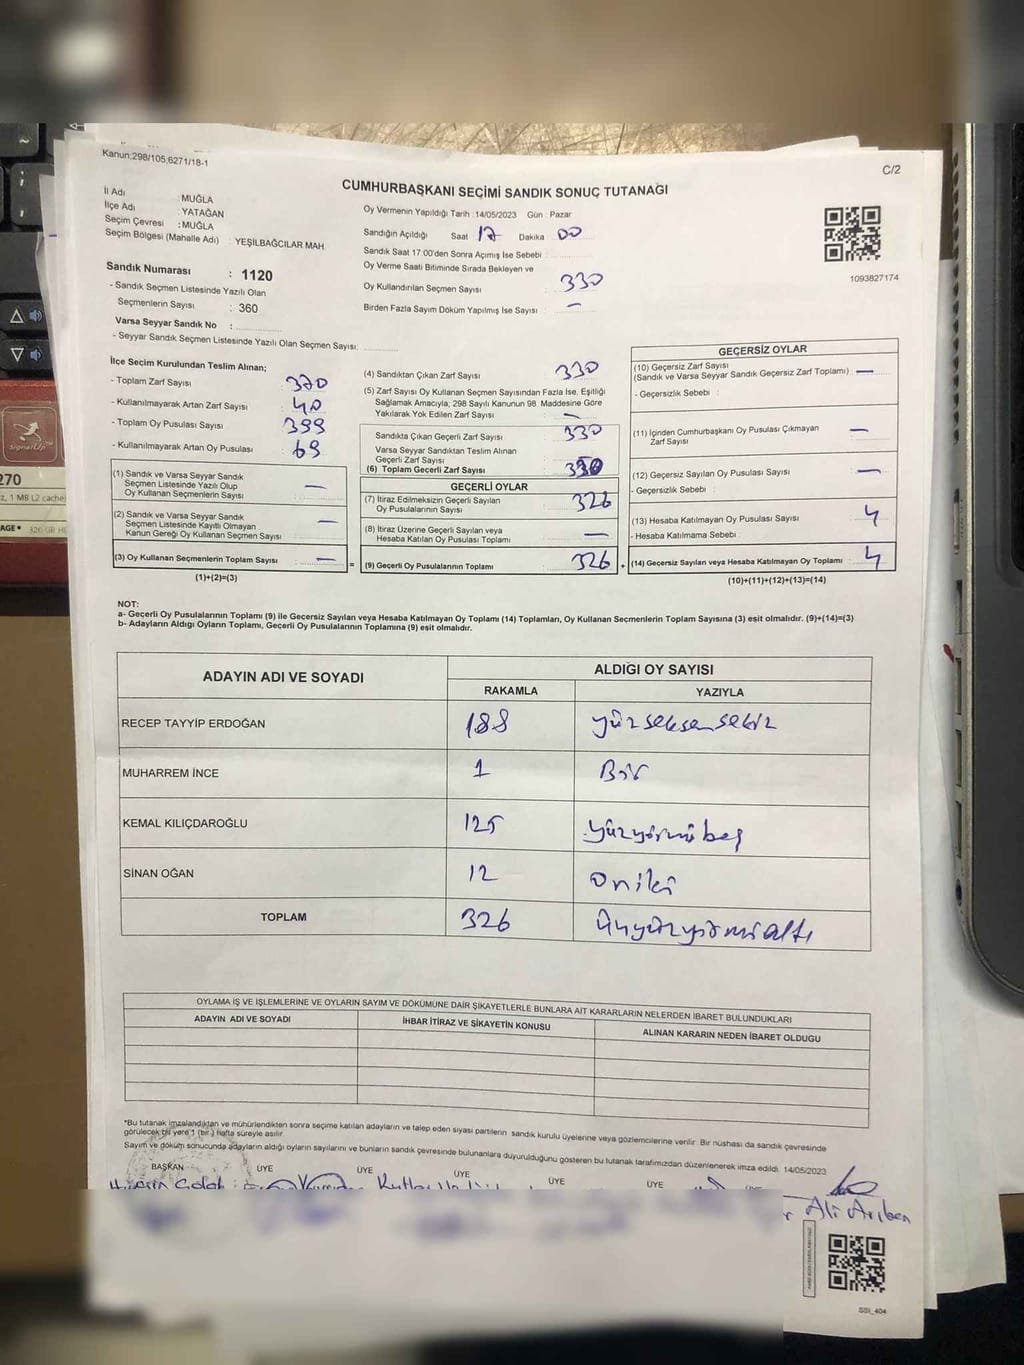 Kanun:298/105,6271/18-1
C/2
CUMHURBAŞKANI SEÇİMİ SANDIK SONUÇ TUTANAĞI
İl Adı : MUĞLA
İlçe Adı : YATAĞAN
Seçim Çevresi : MUĞLA
Seçim Bölgesi (Mahalle Adı) : YEŞİLBAĞCILAR MAH.
Oy Vermenin Yapıldığı Tarih : 14/05/2023 Gün : Pazar
Sandığın Açıldığı Saat 17 Dakika 00
Sandık Saat 17.00'den Sonra Açımış İse Sebebi :
Oy Verme Saati Bitiminde Sırada Bekleyen ve
Oy Kullandırılan Seçmen Sayısı : 330
Birden Fazla Sayım Döküm Yapılmış İse Sayısı : —
1093827174
Sandık Numarası : 1120
- Sandık Seçmen Listesinde Yazılı Olan
Seçmenlerin Sayısı : 360
Varsa Seyyar Sandık No :
- Seyyar Sandık Seçmen Listesinde Yazılı Olan Seçmen Sayısı:
İlçe Seçim Kurulundan Teslim Alınan;
- Toplam Zarf Sayısı : 370
- Kullanılmayarak Artan Zarf Sayısı : 40
- Toplam Oy Pusulası Sayısı : 399
- Kullanılmayarak Artan Oy Pusulası : 69
(1) Sandık ve Varsa Seyyar Sandık
Seçmen Listesinde Yazılı Olup
Oy Kullanan Seçmenlerin Sayısı —
(2) Sandık ve Varsa Seyyar Sandık
Seçmen Listesinde Kayıtlı Olmayan
Kanun Gereği Oy Kullanan Seçmen Sayısı —
(3) Oy Kullanan Seçmenlerin Toplam Sayısı —
(1)+(2)=(3)
(4) Sandıktan Çıkan Zarf Sayısı : 330
(5) Zarf Sayısı Oy Kullanan Seçmen Sayısından Fazla İse, Eşitliği
Sağlamak Amacıyla, 298 Sayılı Kanunun 98. Maddesine Göre
Yakılarak Yok Edilen Zarf Sayısı : —
Sandıkta Çıkan Geçerli Zarf Sayısı : 330
Varsa Seyyar Sandıktan Teslim Alınan
Geçerli Zarf Sayısı
(6) Toplam Geçerli Zarf Sayısı : 330
GEÇERLİ OYLAR
(7) İtiraz Edilmeksizin Geçerli Sayılan
Oy Pusulalarının Sayısı : 326
(8) İtiraz Üzerine Geçerli Sayılan veya
Hesaba Katılan Oy Pusulası Toplamı : —
(9) Geçerli Oy Pusulalarının Toplamı : 326
GEÇERSİZ OYLAR
(10) Geçersiz Zarf Sayısı
(Sandık ve Varsa Seyyar Sandık Geçersiz Zarf Toplamı) : —
- Geçersizlik Sebebi :
(11) İçinden Cumhurbaşkanı Oy Pusulası Çıkmayan
Zarf Sayısı : —
(12) Geçersiz Sayılan Oy Pusulası Sayısı : —
- Geçersizlik Sebebi :
(13) Hesaba Katılmayan Oy Pusulası Sayısı : 4
- Hesaba Katılmama Sebebi :
(14) Geçersiz Sayılan veya Hesaba Katılmayan Oy Toplamı : 4
(10)+(11)+(12)+(13)=(14)
NOT:
a- Geçerli Oy Pusulalarının Toplamı (9) ile Geçersiz Sayılan veya Hesaba Katılmayan Oy Toplamı (14) Toplamları, Oy Kullanan Seçmenlerin Toplam Sayısına (3) eşit olmalıdır. (9)+(14)=(3)
b- Adayların Aldığı Oyların Toplamı, Geçerli Oy Pusulalarının Toplamına (9) eşit olmalıdır.
ADAYIN ADI VE SOYADI
ALDIĞI OY SAYISI
RAKAMLA YAZIYLA
RECEP TAYYİP ERDOĞAN 188 yüzseksensekiz
MUHARREM İNCE 1 Bir
KEMAL KILIÇDAROĞLU 125 yüzyirmibeş
SİNAN OĞAN 12 oniki
TOPLAM 326 Üçyüzyirmialtı
OYLAMA İŞ VE İŞLEMLERİNE VE OYLARIN SAYIM VE DÖKÜMÜNE DAİR ŞİKAYETLERLE BUNLARA AİT KARARLARIN NELERDEN İBARET BULUNDUKLARI
ADAYIN ADI VE SOYADI İHBAR İTİRAZ VE ŞİKAYETİN KONUSU ALINAN KARARIN NEDEN İBARET OLDUĞU
*Bu tutanak imzalandıktan ve mühürlendikten sonra seçime katılan adayların ve talep eden siyasi partilerin sandık kurulu üyelerine veya gözlemcilerine verilir. Bir nüshası da sandık çevresinde
görülecek bir yere 1 (bir) hafta süreyle asılır.
Sayım ve döküm sonucunda adayların aldığı oyların sayılarını ve bunların sandık çevresinde bulunanlara duyurulduğunu gösteren bu tutanak tarafımızdan düzenlenerek imza edildi. 14/05/2023
BAŞKAN ÜYE ÜYE ÜYE ÜYE ÜYE
Ali
SSI_404
SignalUp™
270
z, 1 MB L2 cache